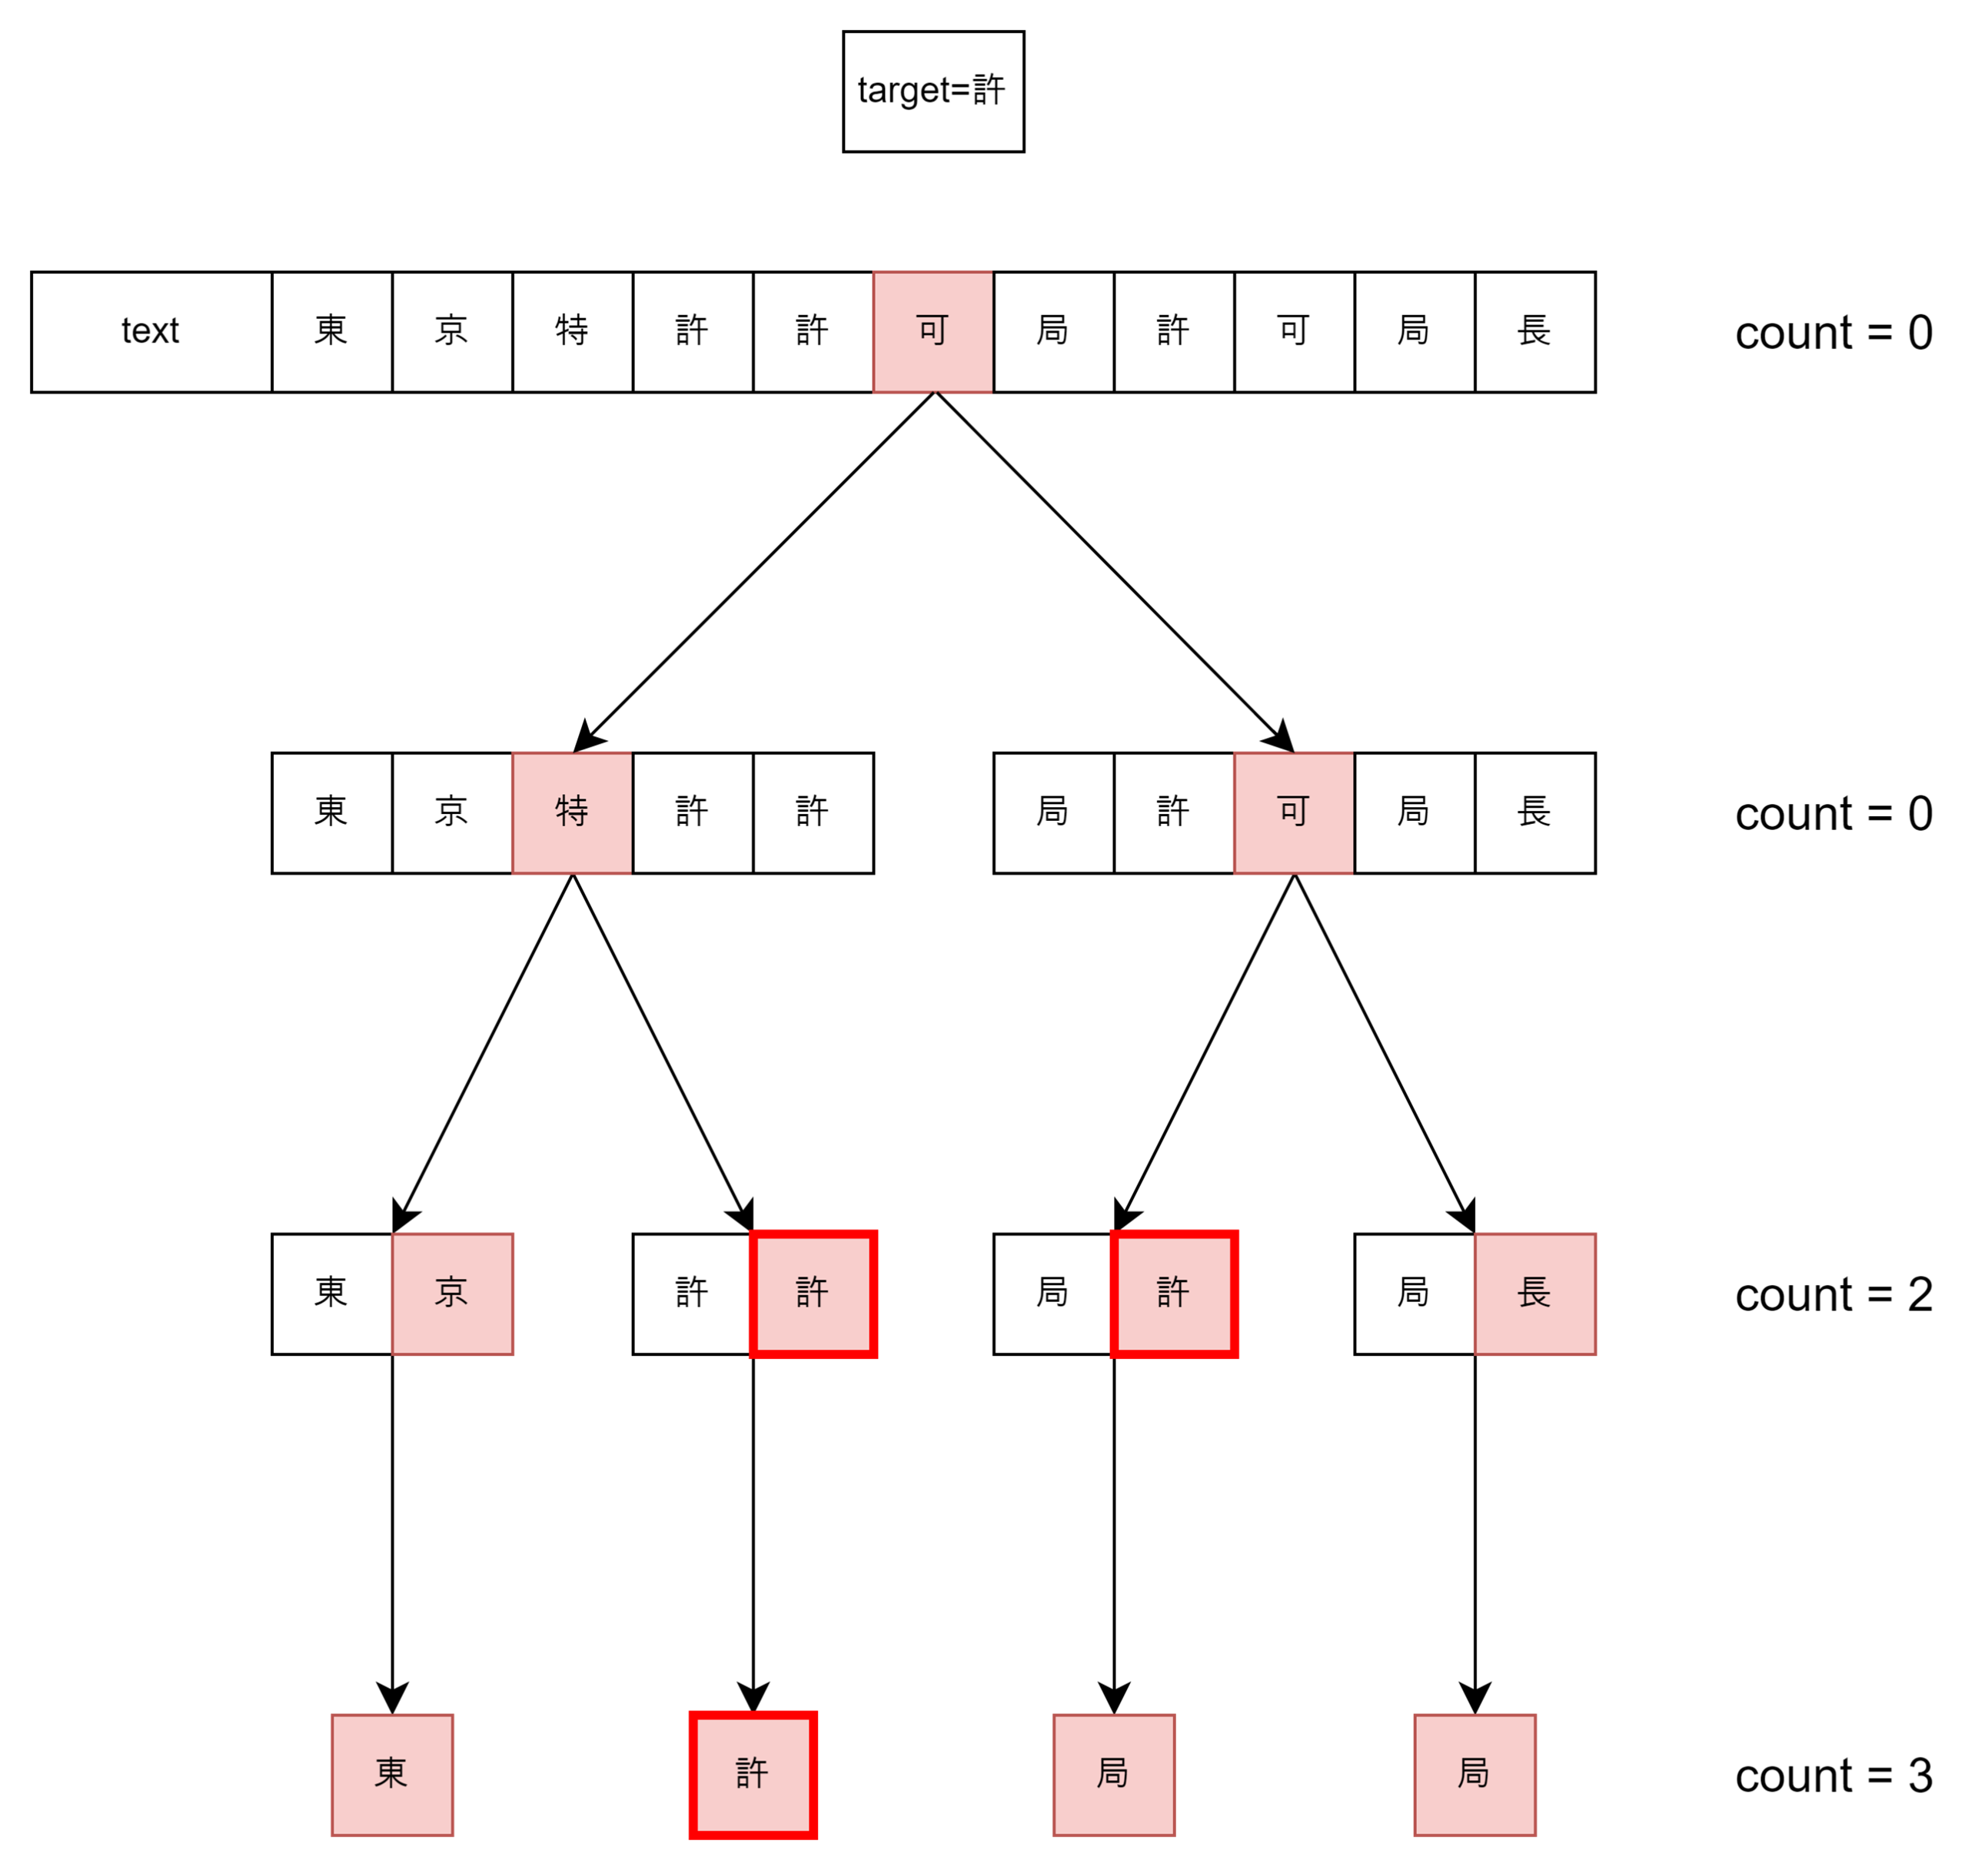 target=許
text 東 京 特 許 許 可 局 許 可 局 長 count = 0
東 京 特 許 許 局 許 可 局 長 count = 0
東 京 許 許 局 許 局 長 count = 2
東 許 局 局 count = 3